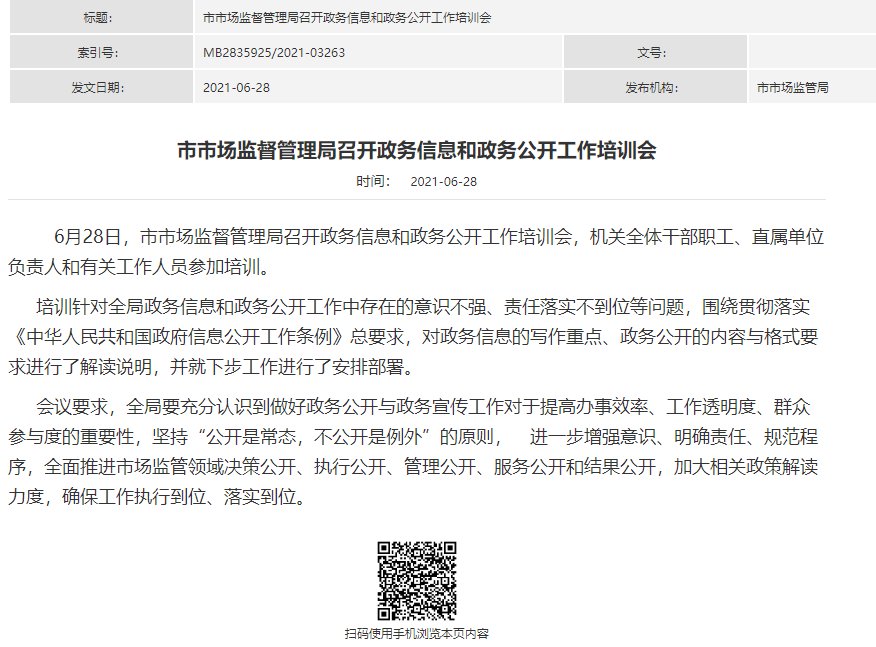 标题： 市市场监督管理局召开政务信息和政务公开工作培训会
索引号： MB2835925/2021-03263 文号：
发文日期： 2021-06-28 发布机构： 市市场监管局
市市场监督管理局召开政务信息和政务公开工作培训会
时间： 2021-06-28
6月28日，市市场监督管理局召开政务信息和政务公开工作培训会，机关全体干部职工、直属单位
负责人和有关工作人员参加培训。
培训针对全局政务信息和政务公开工作中存在的意识不强、责任落实不到位等问题，围绕贯彻落实
《中华人民共和国政府信息公开工作条例》总要求，对政务信息的写作重点、政务公开的内容与格式要
求进行了解读说明，并就下步工作进行了安排部署。
会议要求，全局要充分认识到做好政务公开与政务宣传工作对于提高办事效率、工作透明度、群众
参与度的重要性，坚持“公开是常态，不公开是例外”的原则， 进一步增强意识、明确责任、规范程
序，全面推进市场监管领域决策公开、执行公开、管理公开、服务公开和结果公开，加大相关政策解读
力度，确保工作执行到位、落实到位。
扫码使用手机浏览本页内容